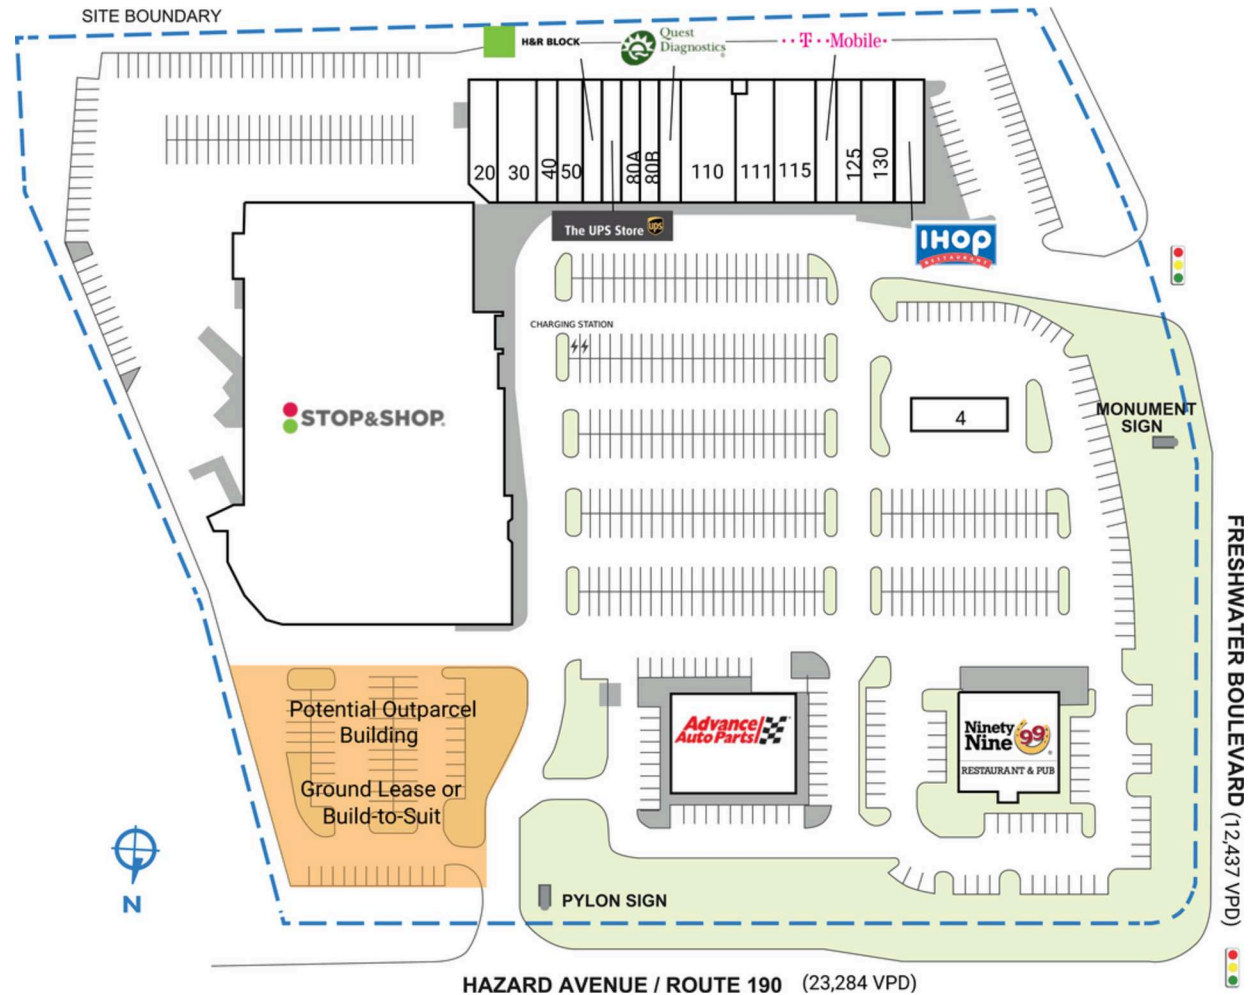 SITE BOUNDARY
H&R BLOCK
Quest
Diagnostics
T-Mobile
20
30
40
50
80A
80B
110
111
115
125
130
The UPS Store
ups
IHOP
RESTAURANT
CHARGING STATION
STOP&SHOP
4
MONUMENT
SIGN
Potential Outparcel
Building
Ground Lease or
Build-to-Suit
Advance
Auto Parts
Ninety
Nine
99
RESTAURANT & PUB
FRESHWATER BOULEVARD (12,437 VPD)
N
PYLON SIGN
HAZARD AVENUE / ROUTE 190 (23,284 VPD)